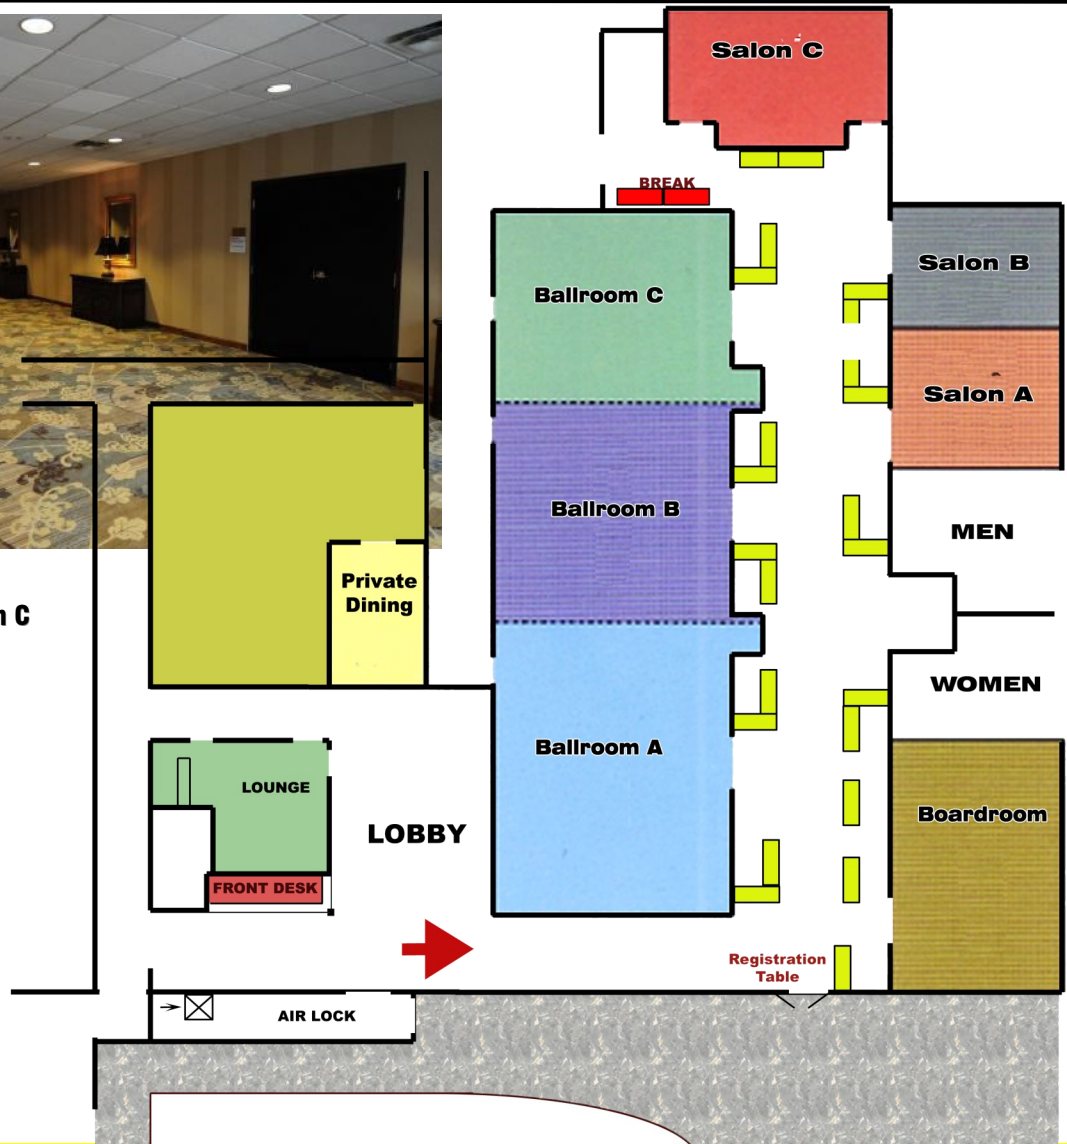 Salon C
BREAK
Ballroom C
Salon B
Salon A
Ballroom B
MEN
Private
Dining
n C
WOMEN
Ballroom A
LOUNGE
LOBBY
Boardroom
FRONT DESK
Registration
Table
AIR LOCK